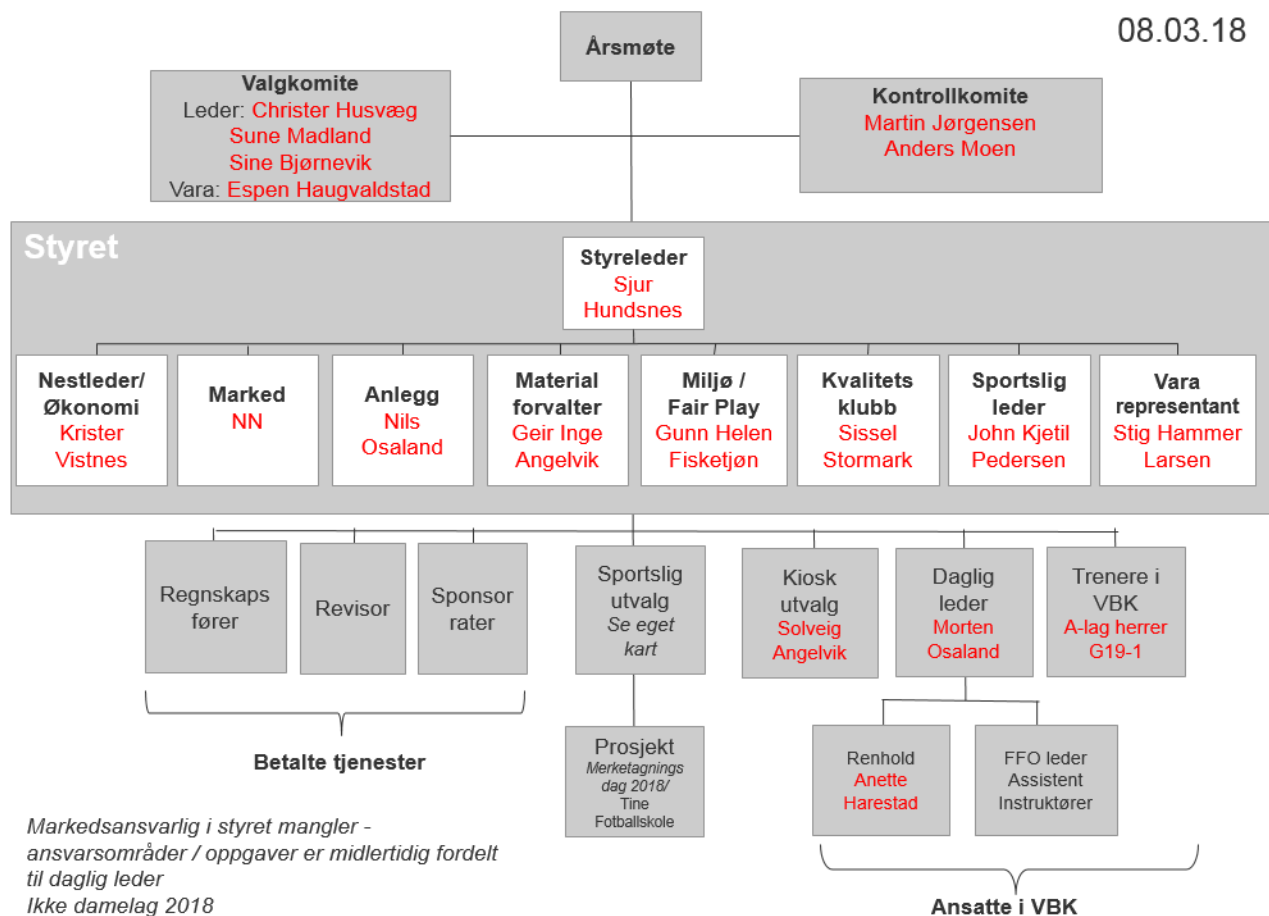 08.03.18
Årsmøte
Valgkomite
Leder: Christer Husvæg
Sune Madland
Sine Bjørnevik
Vara: Espen Haugvaldstad
Kontrollkomite
Martin Jørgensen
Anders Moen
Styret
Styreleder
Sjur
Hundsnes
Nestleder/
Økonomi
Krister
Vistnes
Marked
NN
Anlegg
Nils
Osaland
Material
forvalter
Geir Inge
Angelvik
Miljø /
Fair Play
Gunn Helen
Fisketjøn
Kvalitets
klubb
Sissel
Stormark
Sportslig
leder
John Kjetil
Pedersen
Vara
representant
Stig Hammer
Larsen
Regnskaps
fører
Revisor
Sponsor
rater
Sportslig
utvalg
Se eget
kart
Kiosk
utvalg
Solveig
Angelvik
Daglig
leder
Morten
Osaland
Trenere i
VBK
A-lag herrer
G19-1
Betalte tjenester
Prosjekt
Merketagnings
dag 2018/
Tine
Fotballskole
Renhold
Anette
Harestad
FFO leder
Assistent
Instruktører
Markedsansvarlig i styret mangler -
ansvarsområder / oppgaver er midlertidig fordelt
til daglig leder
Ikke damelag 2018
Ansatte i VBK